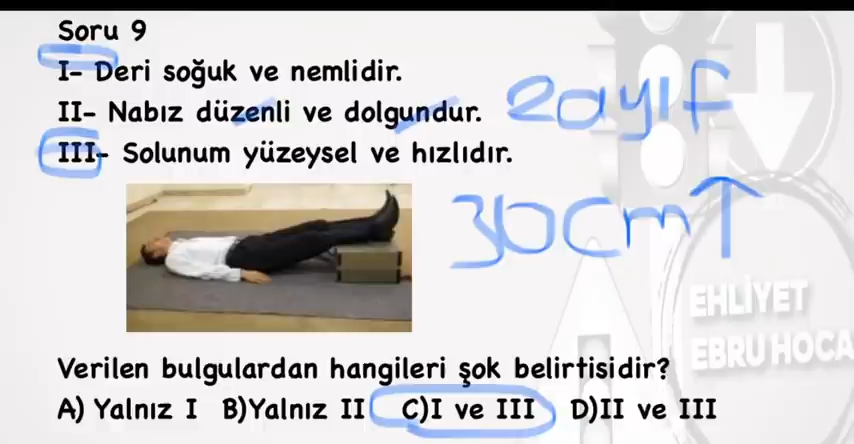 Soru 9
I- Deri soğuk ve nemlidir.
II- Nabız düzenli ve dolgundur.
zayıf
III- Solunum yüzeysel ve hızlıdır.
30cm↑
EHLİYET
EBRU HOCA
Verilen bulgulardan hangileri şok belirtisidir?
A) Yalnız I B)Yalnız II C)I ve III D)II ve III